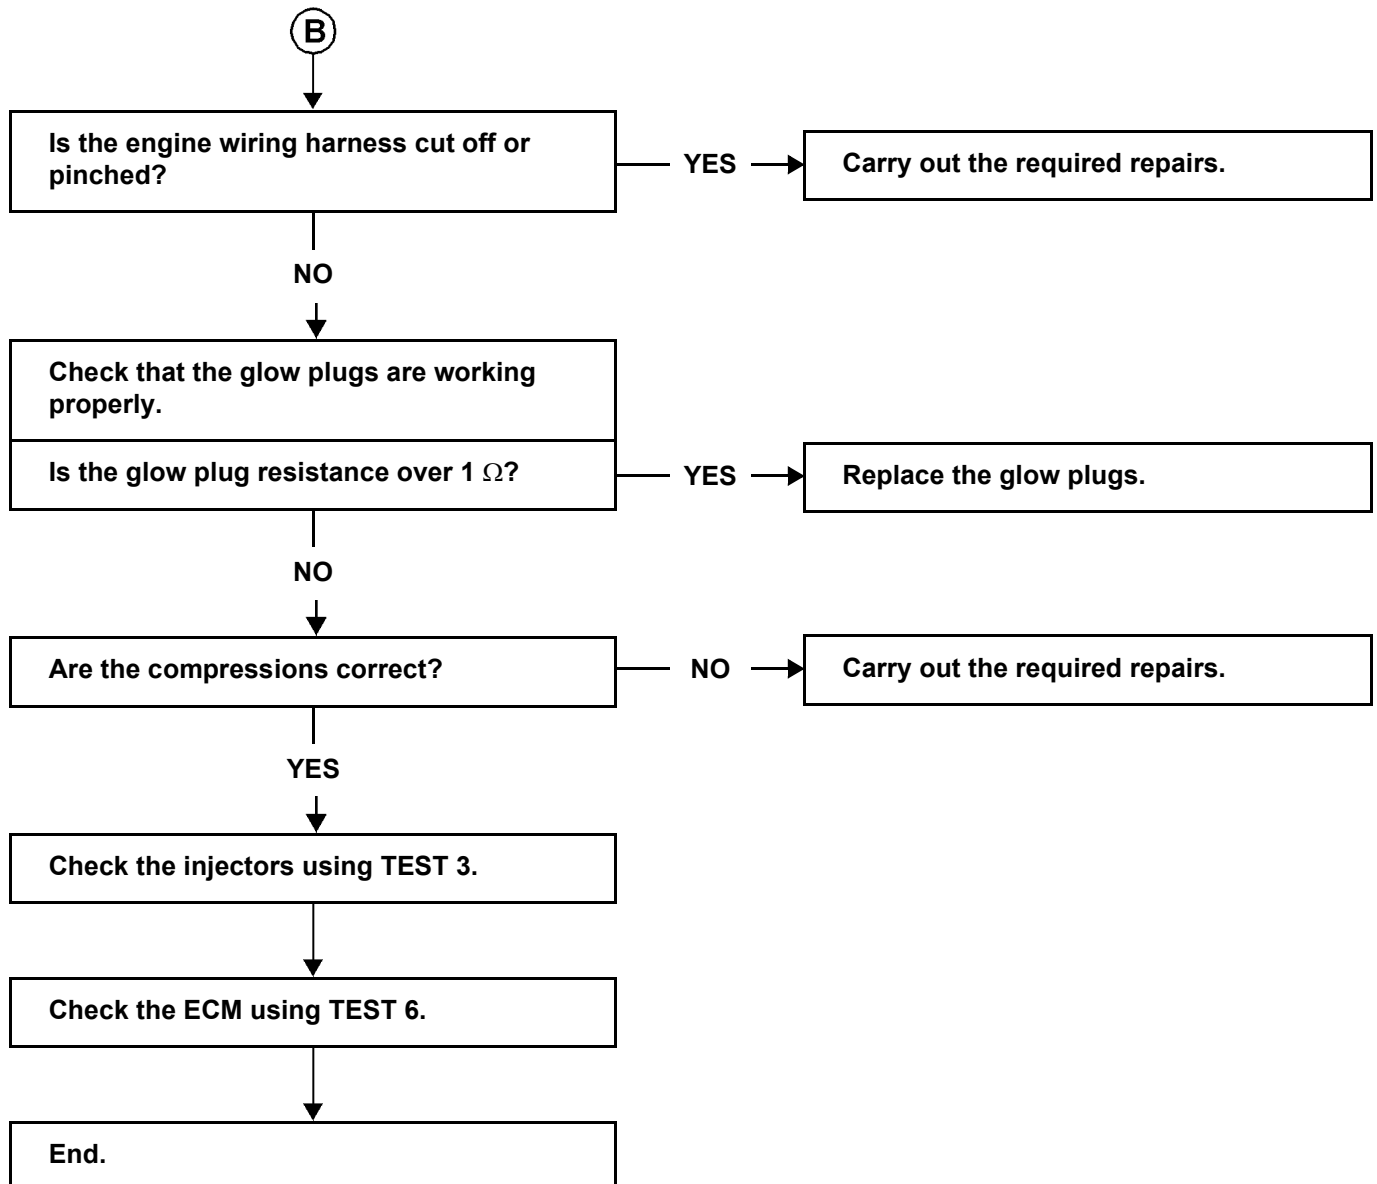 B
Is the engine wiring harness cut off or
pinched?
YES
Carry out the required repairs.
NO
Check that the glow plugs are working
properly.
Is the glow plug resistance over 1 Ω?
YES
Replace the glow plugs.
NO
Are the compressions correct?
NO
Carry out the required repairs.
YES
Check the injectors using TEST 3.
Check the ECM using TEST 6.
End.